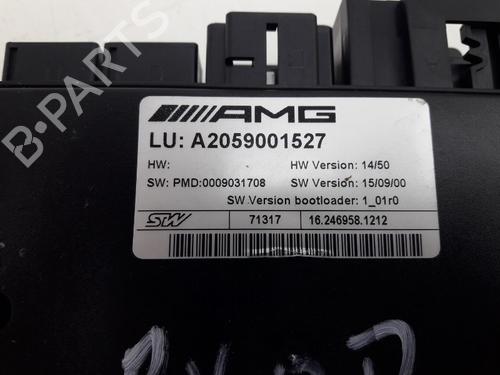 AMG
LU: A2059001527
HW: HW Version: 14/50
SW: PMD:0009031708 SW Version: 15/09/00
SW Version bootloader: 1_01r0
STW 71317 16.246958.1212